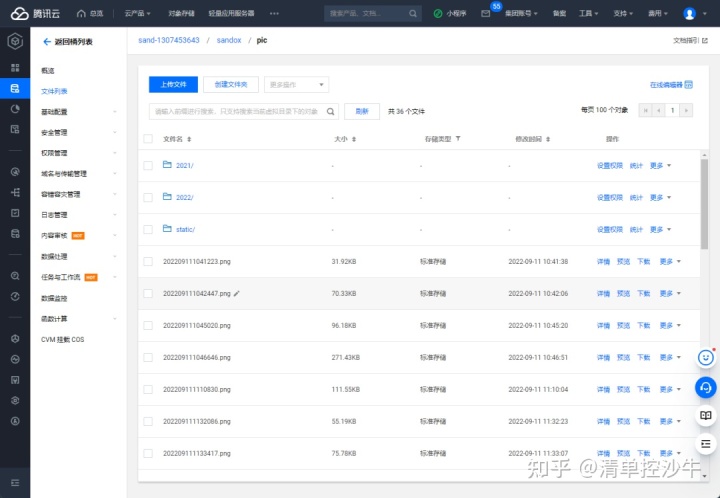 腾讯云 总览 云产品 对象存储 轻量应用服务器 ••• 搜索产品、文档... 小程序 55 集团账号 备案 工具 支持 费用
返回桶列表 sand-1307453643 / sandox / pic 文档指引
概览
文件列表
基础配置
安全管理
权限管理
域名与传输管理
容错容灾管理
日志管理
内容审核 HOT
数据处理
任务与工作流 HOT
数据监控
函数计算
CVM 挂载 COS
上传文件 创建文件夹 更多操作 在线编辑器
请输入前缀进行搜索，只支持搜索当前虚拟目录下的对象 刷新 共 36 个文件 每页 100 个对象 1
文件名 大小 存储类型 修改时间 操作
2021/ - - - 设置权限 统计 更多
2022/ - - - 设置权限 统计 更多
static/ - - - 设置权限 统计 更多
202209111041223.png 31.92KB 标准存储 2022-09-11 10:41:38 详情 预览 下载 更多
202209111042447.png 70.33KB 标准存储 2022-09-11 10:42:06 详情 预览 下载 更多
202209111045020.png 96.18KB 标准存储 2022-09-11 10:45:20 详情 预览 下载 更多
202209111046646.png 271.43KB 标准存储 2022-09-11 10:46:51 详情 预览 下载 更多
202209111110830.png 111.55KB 标准存储 2022-09-11 11:10:04 详情 预览 下载 更多
202209111132086.png 55.19KB 标准存储 2022-09-11 11:32:23 详情 预览 下载 更多
202209111133417.png 75.78KB 标准存储 2022-09-11 11:33:07 详情 预览 下载 更多
知乎 @清单控沙牛